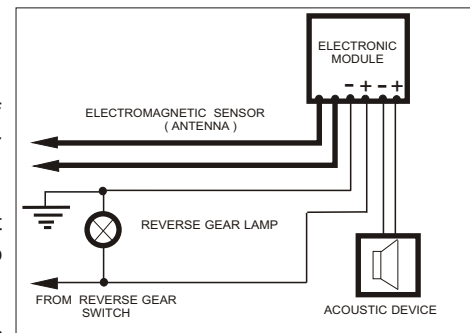 ELECTRONIC
MODULE
- + - +
ELECTROMAGNETIC SENSOR
( ANTENNA )
REVERSE GEAR LAMP
FROM REVERSE GEAR
SWITCH
ACOUSTIC DEVICE